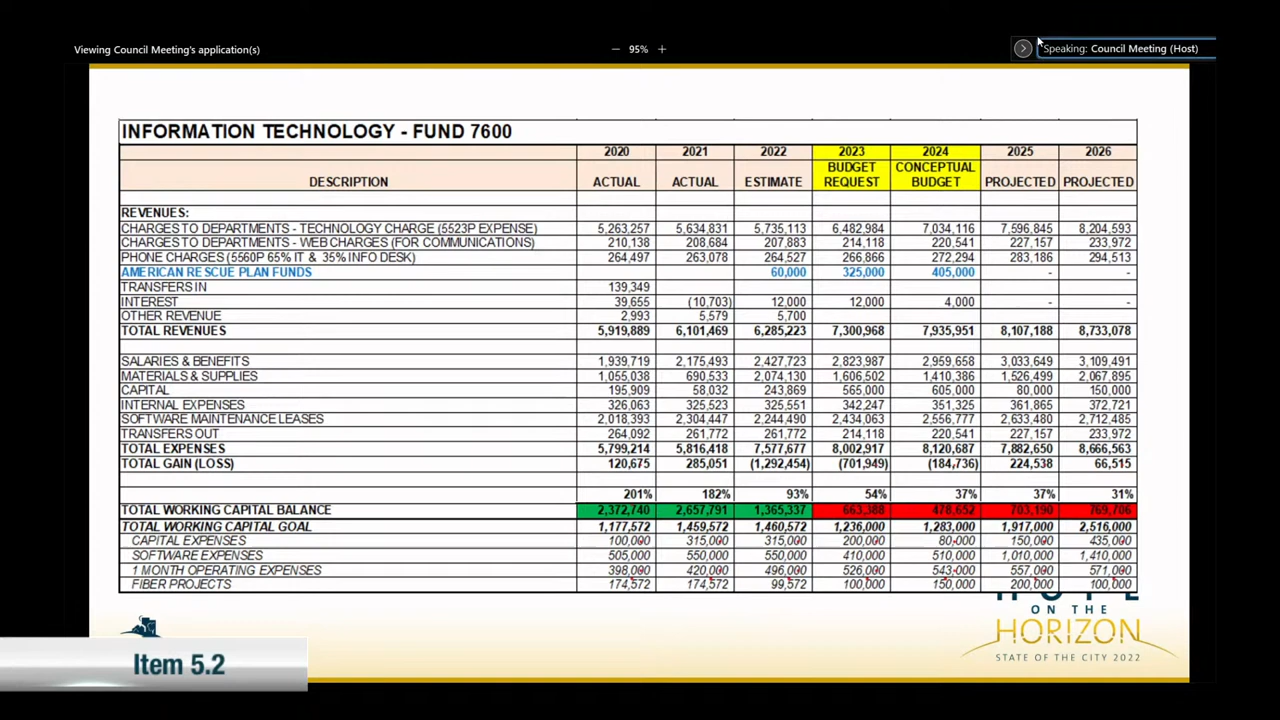 Viewing Council Meeting's application(s) − 95% + Speaking: Council Meeting (Host)
INFORMATION TECHNOLOGY - FUND 7600
2020 2021 2022 2023 2024 2025 2026
DESCRIPTION ACTUAL ACTUAL ESTIMATE BUDGET REQUEST CONCEPTUAL BUDGET PROJECTED PROJECTED
REVENUES:
CHARGES TO DEPARTMENTS - TECHNOLOGY CHARGE (5523P EXPENSE) 5,263,257 5,634,831 5,735,113 6,482,984 7,034,116 7,596,845 8,204,593
CHARGES TO DEPARTMENTS - WEB CHARGES (FOR COMMUNICATIONS) 210,138 208,684 207,883 214,118 220,541 227,157 233,972
PHONE CHARGES (5560P 65% IT & 35% INFO DESK) 264,497 263,078 264,527 266,866 272,294 283,186 294,513
AMERICAN RESCUE PLAN FUNDS 60,000 325,000 405,000 - -
TRANSFERS IN 139,349
INTEREST 39,655 (10,703) 12,000 12,000 4,000 - -
OTHER REVENUE 2,993 5,579 5,700
TOTAL REVENUES 5,919,889 6,101,469 6,285,223 7,300,968 7,935,951 8,107,188 8,733,078
SALARIES & BENEFITS 1,939,719 2,175,493 2,427,723 2,823,987 2,959,658 3,033,649 3,109,491
MATERIALS & SUPPLIES 1,055,038 690,533 2,074,130 1,606,502 1,410,386 1,526,499 2,067,895
CAPITAL 195,909 58,032 243,869 565,000 605,000 80,000 150,000
INTERNAL EXPENSES 326,063 325,523 325,551 342,247 351,325 361,865 372,721
SOFTWARE MAINTENANCE LEASES 2,018,393 2,304,447 2,244,490 2,434,063 2,556,777 2,633,480 2,712,485
TRANSFERS OUT 264,092 261,772 261,772 214,118 220,541 227,157 233,972
TOTAL EXPENSES 5,799,214 5,816,418 7,577,677 8,002,917 8,120,687 7,882,650 8,666,563
TOTAL GAIN (LOSS) 120,675 285,051 (1,292,454) (701,949) (184,736) 224,538 66,515
201% 182% 93% 54% 37% 37% 31%
TOTAL WORKING CAPITAL BALANCE 2,372,740 2,657,791 1,365,337 663,388 478,652 703,190 769,706
TOTAL WORKING CAPITAL GOAL 1,177,572 1,459,572 1,460,572 1,236,000 1,283,000 1,917,000 2,516,000
CAPITAL EXPENSES 100,000 315,000 315,000 200,000 80,000 150,000 435,000
SOFTWARE EXPENSES 505,000 550,000 550,000 410,000 510,000 1,010,000 1,410,000
1 MONTH OPERATING EXPENSES 398,000 420,000 496,000 526,000 543,000 557,000 571,000
FIBER PROJECTS 174,572 174,572 99,572 100,000 150,000 200,000 100,000
ON THE
HORIZON
STATE OF THE CITY 2022
Item 5.2